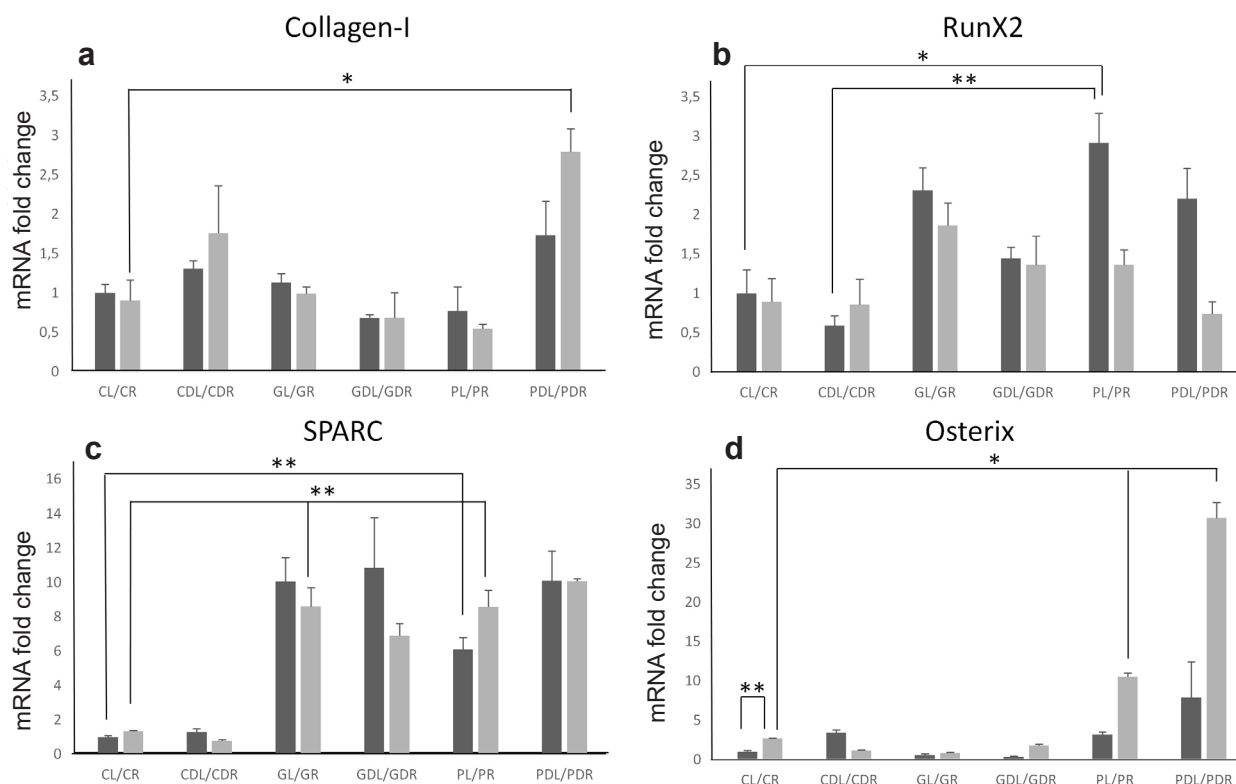 Collagen-I
a
*
mRNA fold change
3,5
3
2,5
2
1,5
1
0,5
0
CL/CR CDL/CDR GL/GR GDL/GDR PL/PR PDL/PDR
RunX2
b
*
**
mRNA fold change
3,5
3
2,5
2
1,5
1
0,5
0
CL/CR CDL/CDR GL/GR GDL/GDR PL/PR PDL/PDR
SPARC
c
**
**
mRNA fold change
16
14
12
10
8
6
4
2
0
CL/CR CDL/CDR GL/GR GDL/GDR PL/PR PDL/PDR
Osterix
d
*
**
mRNA fold change
35
30
25
20
15
10
5
0
CL/CR CDL/CDR GL/GR GDL/GDR PL/PR PDL/PDR